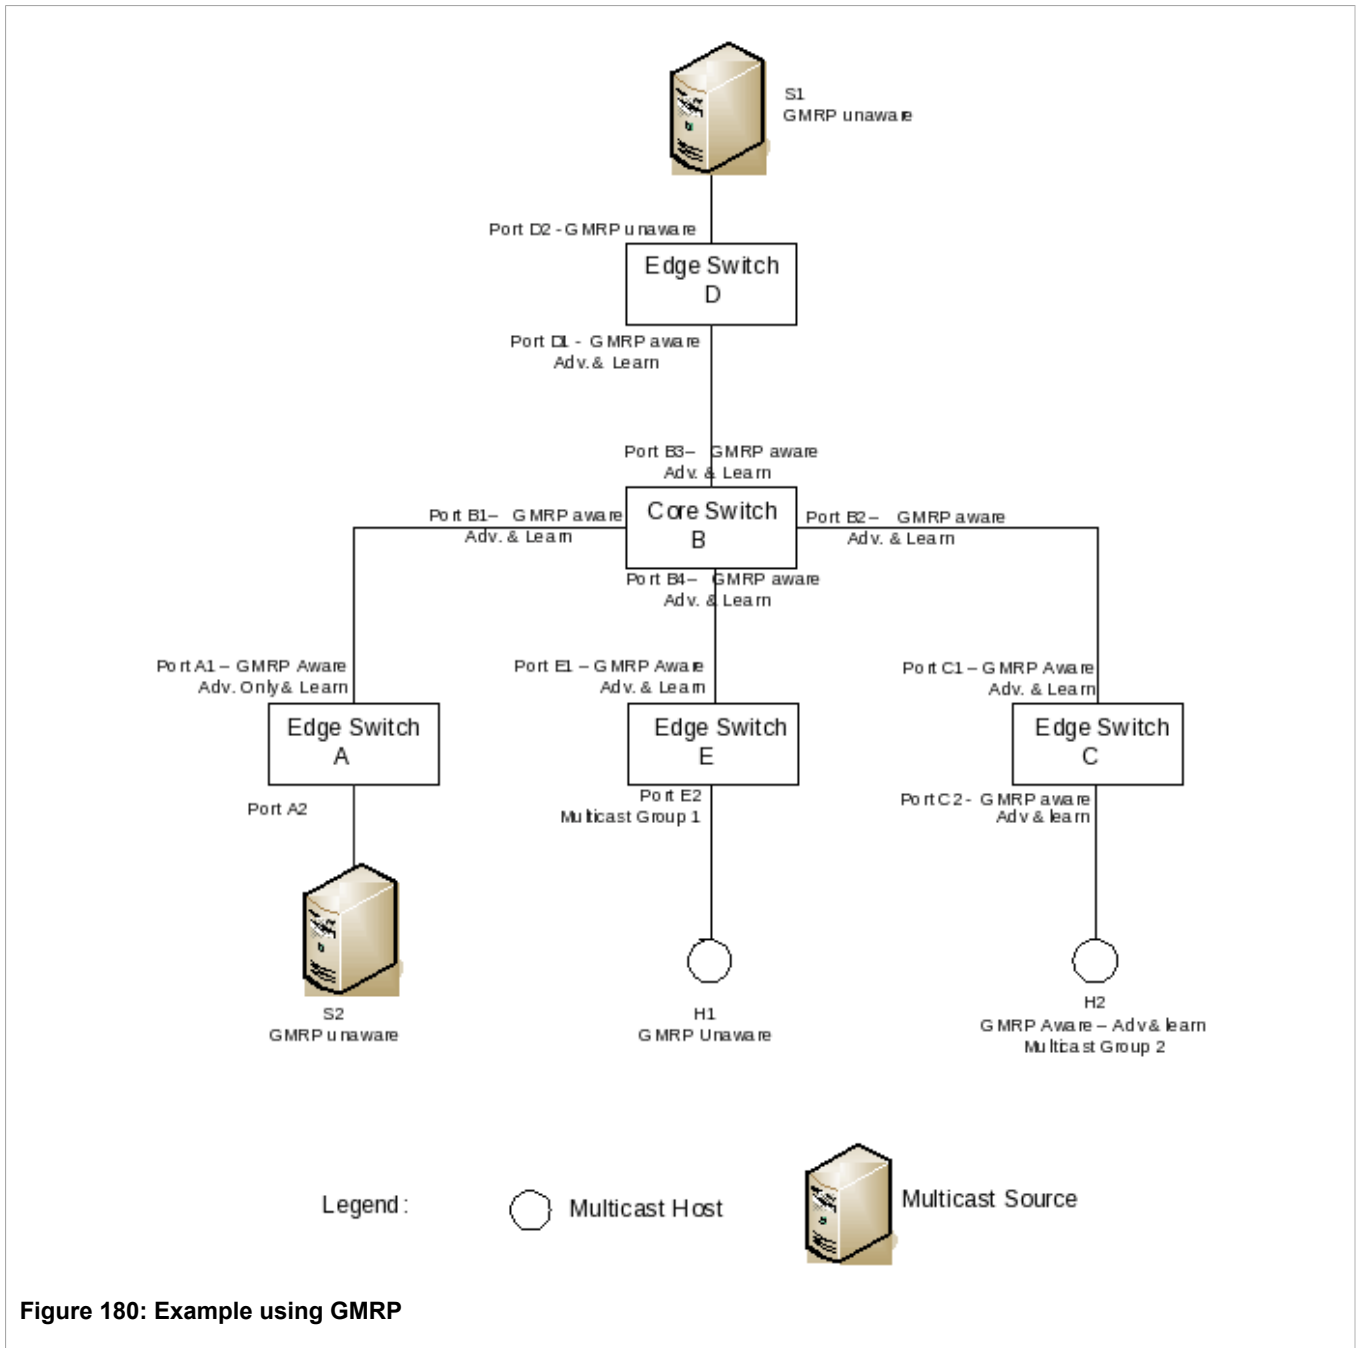 S1
GMRP unaware
Port D2 - GMRP unaware
Edge Switch
D
Port D1 - GMRP aware
Adv. & Learn
Port B3– GMRP aware
Adv. & Learn
Port B1– GMRP aware
Adv. & Learn
Core Switch
B
Port B2– GMRP aware
Adv. & Learn
Port B4– GMRP aware
Adv. & Learn
Port A1 – GMRP Aware
Adv. Only & Learn
Port E1 – GMRP Aware
Adv. & Learn
Port C1 – GMRP Aware
Adv. & Learn
Edge Switch
A
Edge Switch
E
Edge Switch
C
Port A2
Port E2
Multicast Group 1
Port C2 - GMRP aware
Adv & learn
S2
GMRP unaware
H1
GMRP Unaware
H2
GMRP Aware – Adv & learn
Multicast Group 2
Legend :
Multicast Host
Multicast Source
Figure 180: Example using GMRP